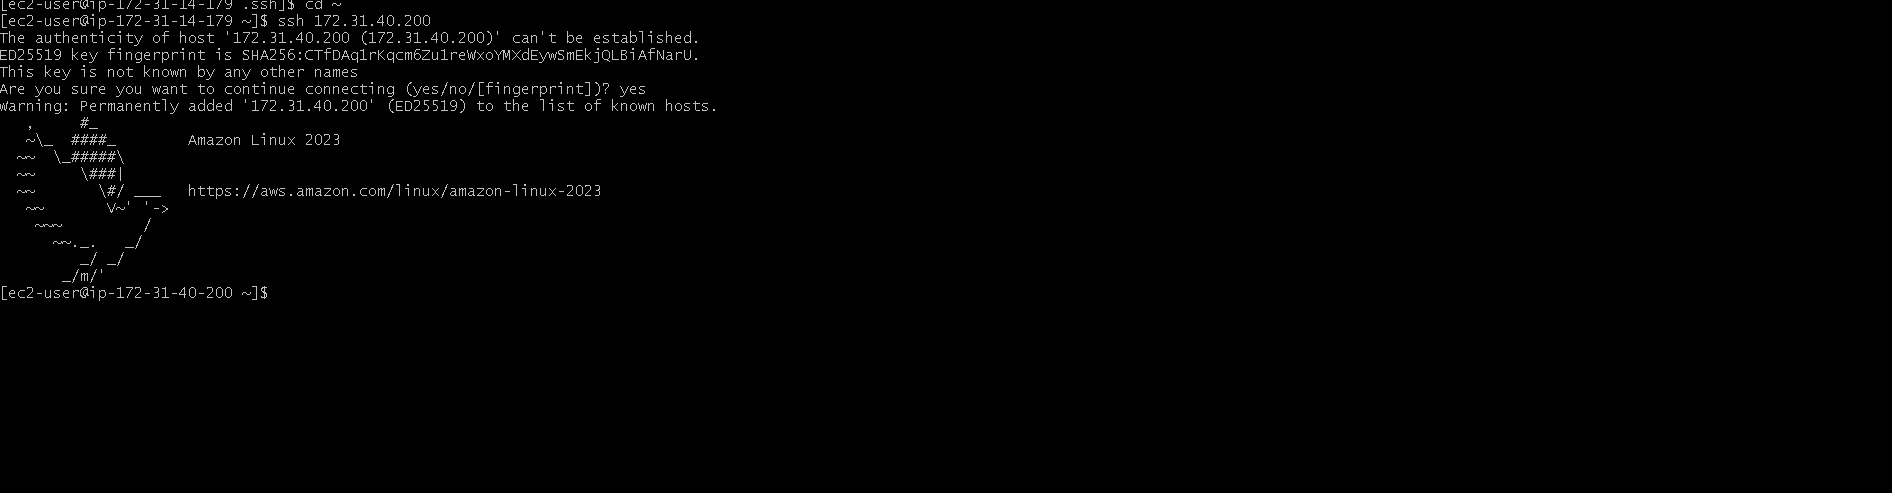 [ec2-user@ip-172-31-14-179 .ssh]$ cd ~
[ec2-user@ip-172-31-14-179 ~]$ ssh 172.31.40.200
The authenticity of host '172.31.40.200 (172.31.40.200)' can't be established.
ED25519 key fingerprint is SHA256:CTfDAq1rKqcm6Zu1reWxoYMXdEywSmEkjQLBiAfNarU.
This key is not known by any other names
Are you sure you want to continue connecting (yes/no/[fingerprint])? yes
Warning: Permanently added '172.31.40.200' (ED25519) to the list of known hosts.
   ,     #_
   ~\_  ####_        Amazon Linux 2023
  ~~  \_#####\
  ~~     \###|
  ~~       \#/ ___   https://aws.amazon.com/linux/amazon-linux-2023
   ~~       V~' '->
    ~~~         /
      ~~._.   _/
         _/ _/
       _/m/'
[ec2-user@ip-172-31-40-200 ~]$